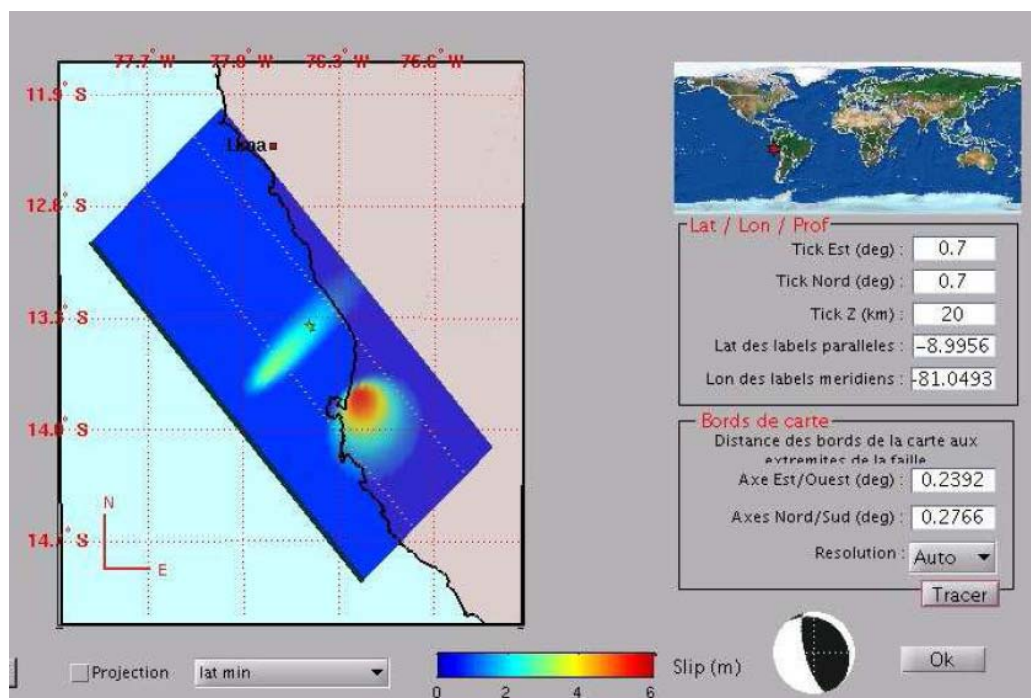 77.7° W 77.0° W 76.3° W 75.6° W
11.9° S
Lima
12.6° S
13.3° S
14.0° S
14.7° S
N
E
Lat / Lon / Prof
Tick Est (deg) : 0.7
Tick Nord (deg) : 0.7
Tick Z (km) : 20
Lat des labels paralleles : -8.9956
Lon des labels meridiens : -81.0493
Bords de carte
Distance des bords de la carte aux
extremites de la faille
Axe Est/Ouest (deg) : 0.2392
Axes Nord/Sud (deg) : 0.2766
Resolution : Auto
Tracer
Projection lat min
0 2 4 6
Slip (m)
Ok